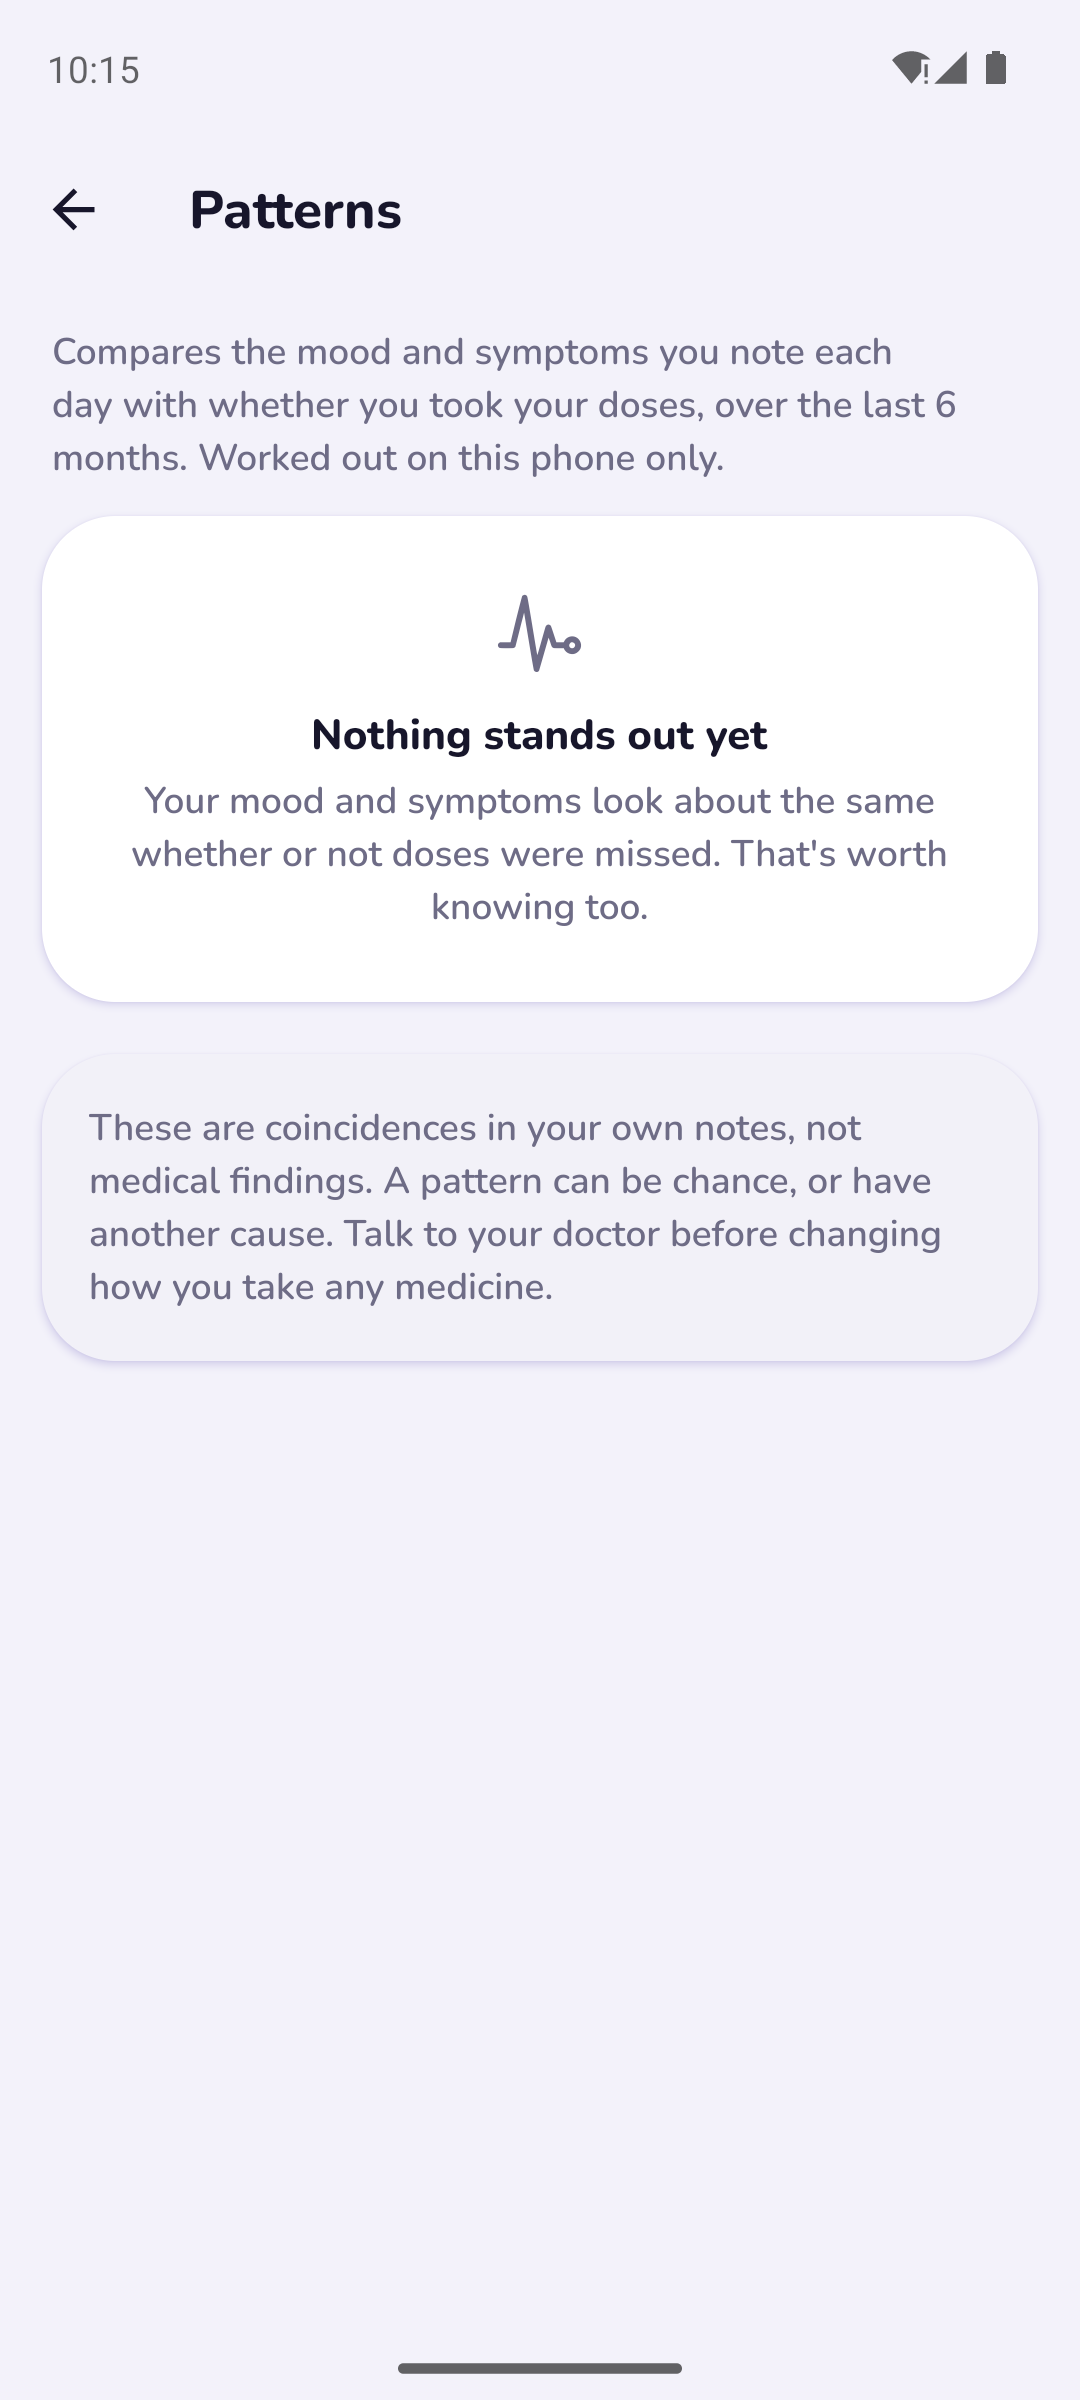 10:15
Patterns
Compares the mood and symptoms you note each
day with whether you took your doses, over the last 6
months. Worked out on this phone only.
Nothing stands out yet
Your mood and symptoms look about the same
whether or not doses were missed. That's worth
knowing too.
These are coincidences in your own notes, not
medical findings. A pattern can be chance, or have
another cause. Talk to your doctor before changing
how you take any medicine.